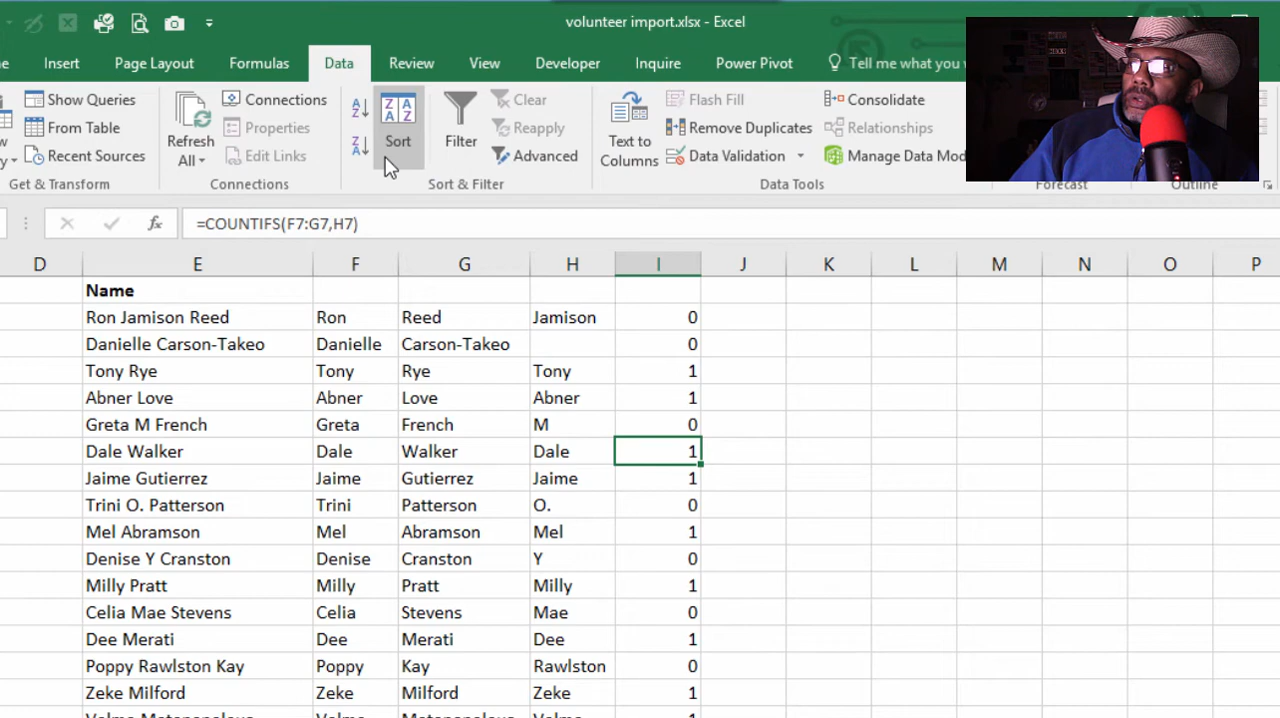 volunteer import.xlsx - Excel
Insert Page Layout Formulas Data Review View Developer Inquire Power Pivot Tell me what you
Show Queries
From Table
Recent Sources
Get & Transform
Refresh All
Connections
Properties
Edit Links
Connections
Sort
Filter
Clear
Reapply
Advanced
Sort & Filter
Text to Columns
Flash Fill
Remove Duplicates
Data Validation
Consolidate
Relationships
Manage Data Mod
Data Tools
Forecast
Outline
fx =COUNTIFS(F7:G7,H7)
D E F G H I J K L M N O P
Name
Ron Jamison Reed Ron Reed Jamison 0
Danielle Carson-Takeo Danielle Carson-Takeo 0
Tony Rye Tony Rye Tony 1
Abner Love Abner Love Abner 1
Greta M French Greta French M 0
Dale Walker Dale Walker Dale 1
Jaime Gutierrez Jaime Gutierrez Jaime 1
Trini O. Patterson Trini Patterson O. 0
Mel Abramson Mel Abramson Mel 1
Denise Y Cranston Denise Cranston Y 0
Milly Pratt Milly Pratt Milly 1
Celia Mae Stevens Celia Stevens Mae 0
Dee Merati Dee Merati Dee 1
Poppy Rawlston Kay Poppy Kay Rawlston 0
Zeke Milford Zeke Milford Zeke 1